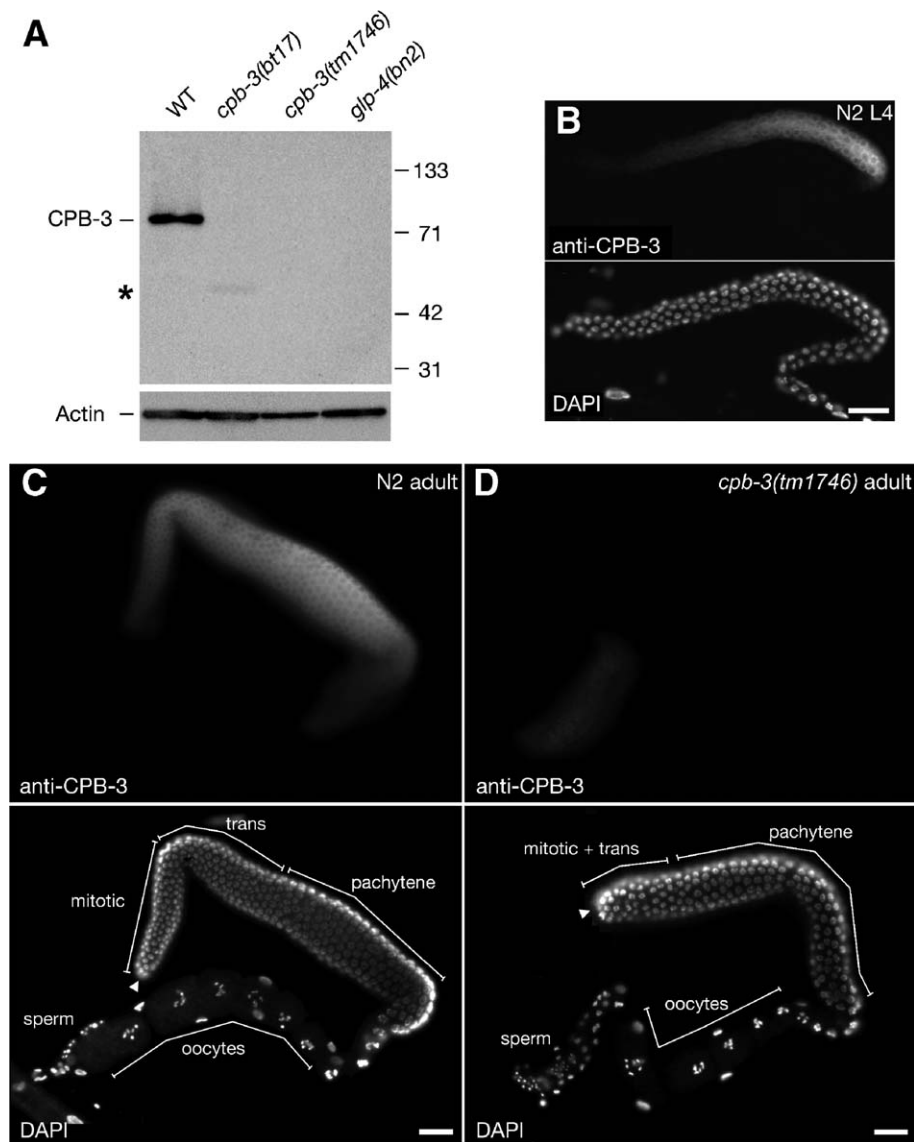 A
WT
cpb-3(bt17)
cpb-3(tm1746)
glp-4(bn2)
CPB-3 –
*
– 133
– 71
– 42
– 31
Actin –
B
N2 L4
anti-CPB-3
DAPI
C
N2 adult
anti-CPB-3
trans
mitotic
pachytene
sperm
oocytes
DAPI
D
cpb-3(tm1746) adult
anti-CPB-3
mitotic + trans
pachytene
oocytes
sperm
DAPI